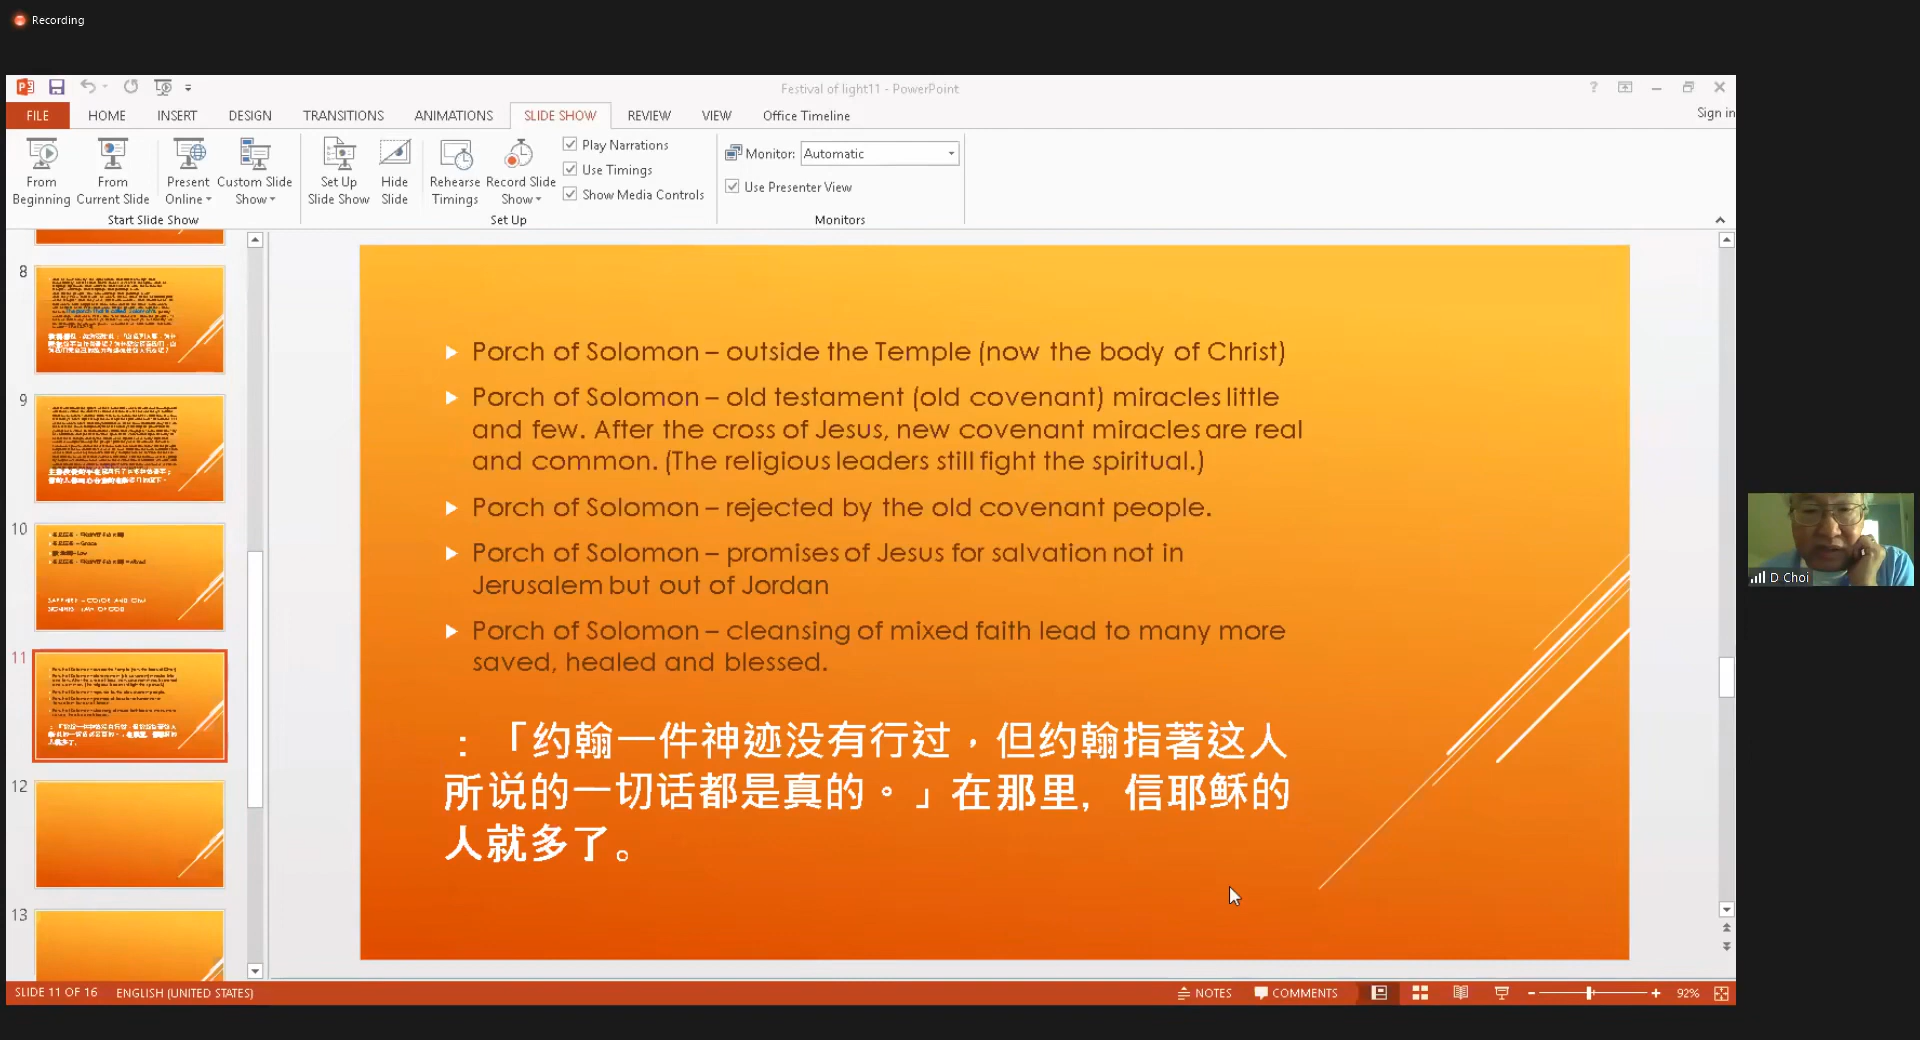 Recording
Festival of light11 - PowerPoint
FILE HOME INSERT DESIGN TRANSITIONS ANIMATIONS SLIDE SHOW REVIEW VIEW Office Timeline Sign in
From Beginning
From Current Slide
Present Online
Custom Slide Show
Start Slide Show
Set Up Slide Show
Hide Slide
Rehearse Timings
Record Slide Show
Play Narrations
Use Timings
Show Media Controls
Set Up
Monitor: Automatic
Use Presenter View
Monitors
8
9
10
11
12
13
Porch of Solomon – outside the Temple (now the body of Christ)
Porch of Solomon – old testament (old covenant) miracles little
and few. After the cross of Jesus, new covenant miracles are real
and common. (The religious leaders still fight the spiritual.)
Porch of Solomon – rejected by the old covenant people.
Porch of Solomon – promises of Jesus for salvation not in
Jerusalem but out of Jordan
Porch of Solomon – cleansing of mixed faith lead to many more
saved, healed and blessed.
：「约翰一件神迹没有行过，但约翰指著这人
所说的一切话都是真的。」在那里，信耶稣的
人就多了。
D Choi
SLIDE 11 OF 16 ENGLISH (UNITED STATES) NOTES COMMENTS 92%